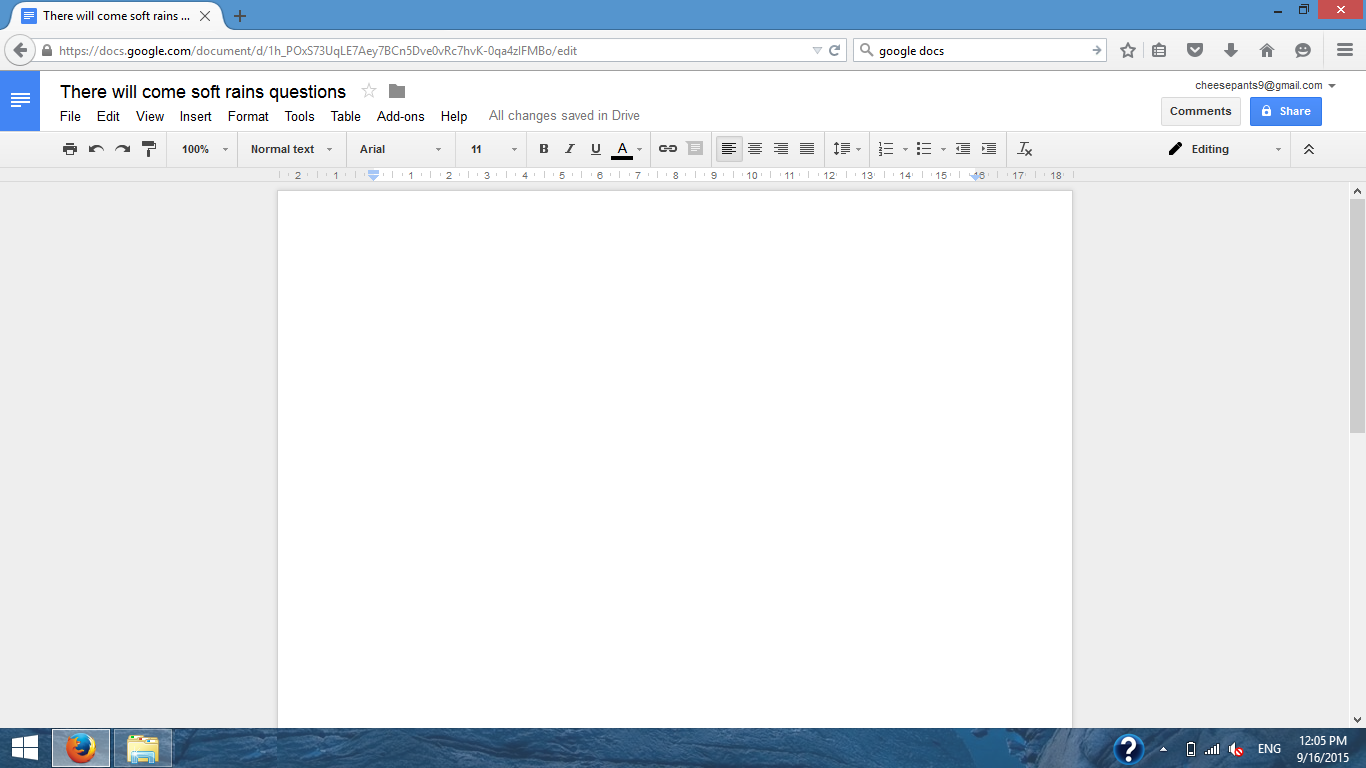 There will come soft rains ...
https://docs.google.com/document/d/1h_POxS73UqLE7Aey7BCn5Dve0vRc7hvK-0qa4zIFMBo/edit
google docs
There will come soft rains questions
cheesepants9@gmail.com
File Edit View Insert Format Tools Table Add-ons Help All changes saved in Drive
Comments Share
100% Normal text Arial 11 B I U A Editing
2 1 1 2 3 4 5 6 7 8 9 10 11 12 13 14 15 16 17 18
ENG
12:05 PM
9/16/2015